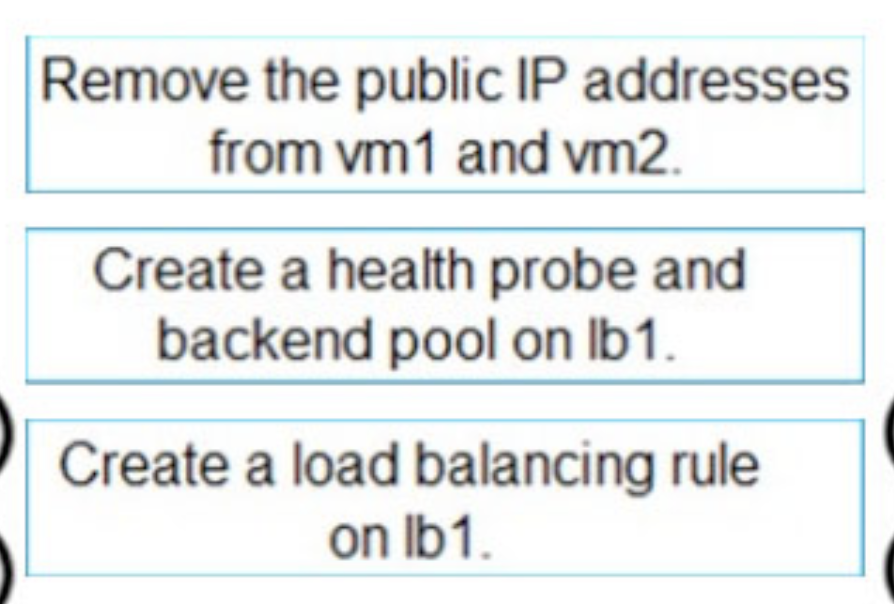 Remove the public IP addresses
from vm1 and vm2.
Create a health probe and
backend pool on lb1.
Create a load balancing rule
on lb1.